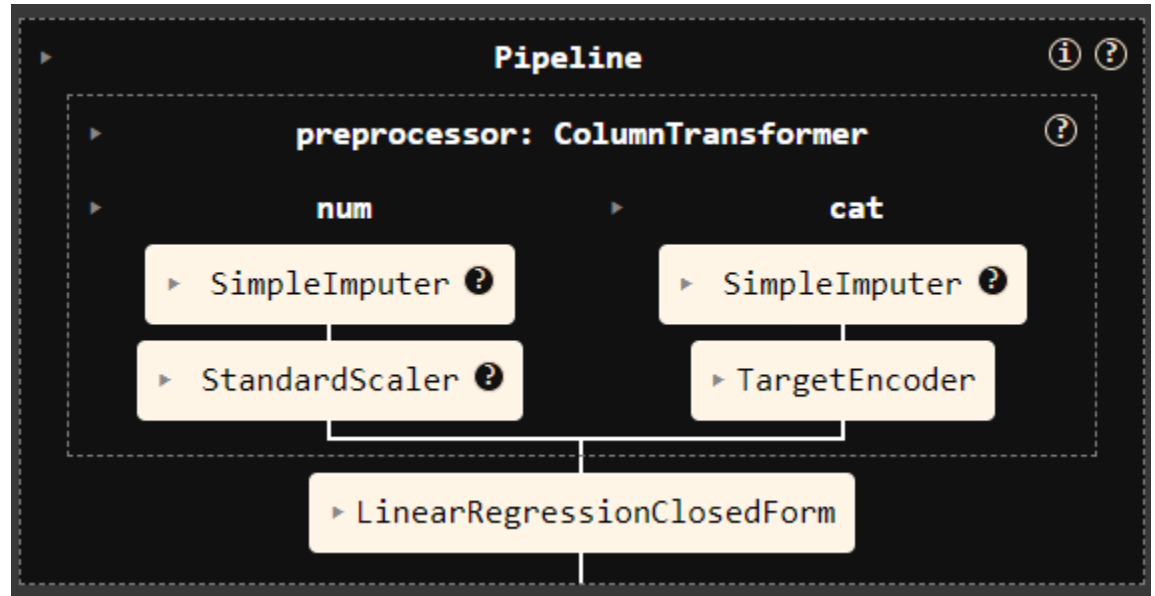 Pipeline i ?
preprocessor: ColumnTransformer ?
num cat
SimpleImputer ? SimpleImputer ?
StandardScaler ? TargetEncoder
LinearRegressionClosedForm